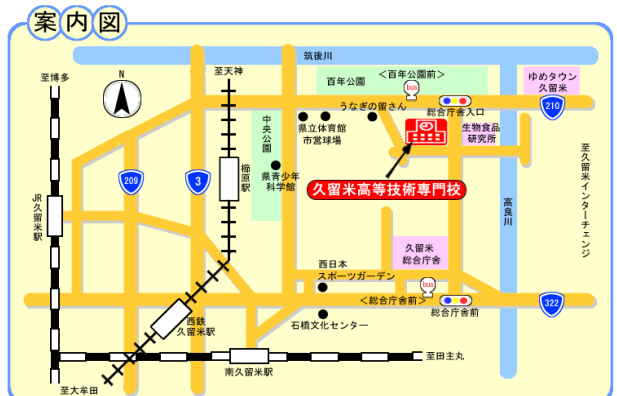 案内図
筑後川
至博多
N
至天神
百年公園
<百年公園前>
bus
ゆめタウン
久留米
うなぎの留さん
総合庁舎入口
210
中央公園
県立体育館
市営球場
生物食品
研究所
県青少年
科学館
櫛原駅
209
3
久留米高等技術専門校
至久留米インターチェンジ
高良川
JR久留米駅
久留米
総合庁舎
西日本
スポーツガーデン
bus
<総合庁舎前>
総合庁舎前
322
石橋文化センター
西鉄
久留米駅
南久留米駅
至田主丸
至大牟田